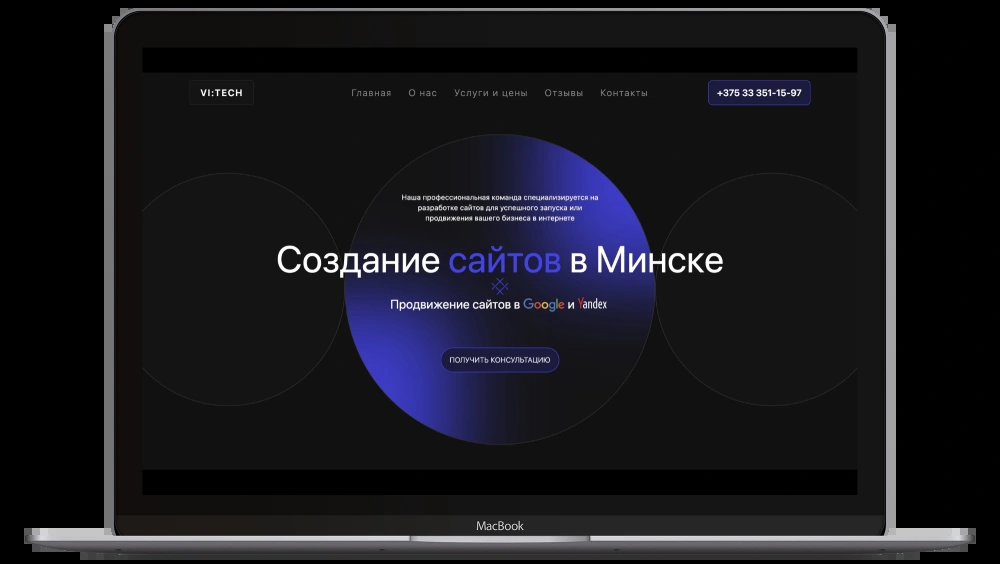 VI:TECH
Главная О нас Услуги и цены Отзывы Контакты
+375 33 351-15-97
Наша профессиональная команда специализируется на
разработке сайтов для успешного запуска или
продвижения вашего бизнеса в интернете
Создание сайтов в Минске
Продвижение сайтов в Google и Yandex
ПОЛУЧИТЬ КОНСУЛЬТАЦИЮ
MacBook